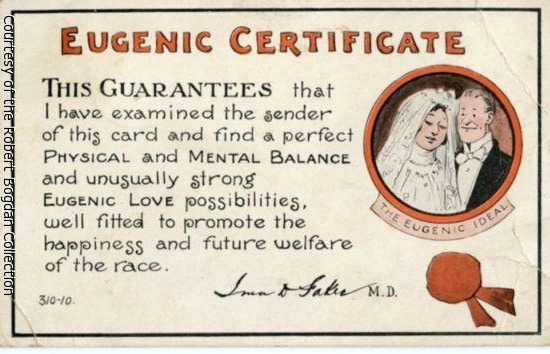 EUGENIC CERTIFICATE
THIS GUARANTEES that
I have examined the sender
of this card and find a perfect
PHYSICAL and MENTAL BALANCE
and unusually strong
EUGENIC LOVE possibilities,
well fitted to promote the
happiness and future welfare
of the race.
THE EUGENIC IDEAL
Imu D Faker M.D.
310-10.
Courtesy of the Robert Bogdan Collection